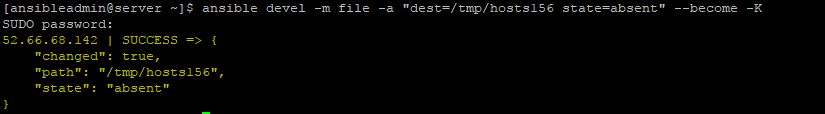 [ansibleadmin@server ~]$ ansible devel -m file -a "dest=/tmp/hosts156 state=absent" --become -K
SUDO password:
52.66.68.142 | SUCCESS => {
    "changed": true,
    "path": "/tmp/hosts156",
    "state": "absent"
}